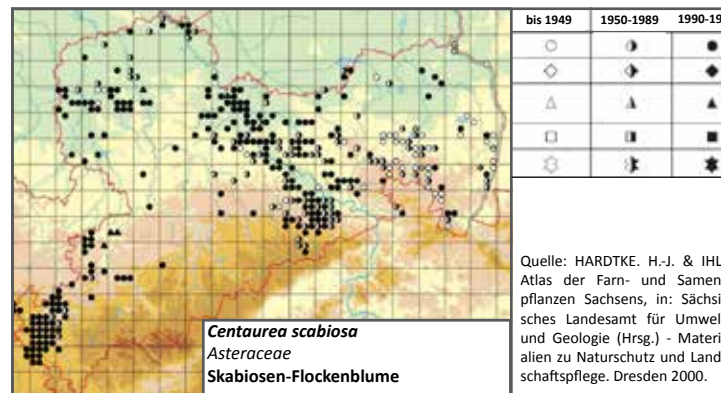 bis 1949 1950-1989 1990-19
Centaurea scabiosa
Asteraceae
Skabiosen-Flockenblume
Quelle: HARDTKE. H.-J. & IHL
Atlas der Farn- und Samen
pflanzen Sachsens, in: Sächsi
sches Landesamt für Umwel
und Geologie (Hrsg.) - Materi
alien zu Naturschutz und Land
schaftspflege. Dresden 2000.